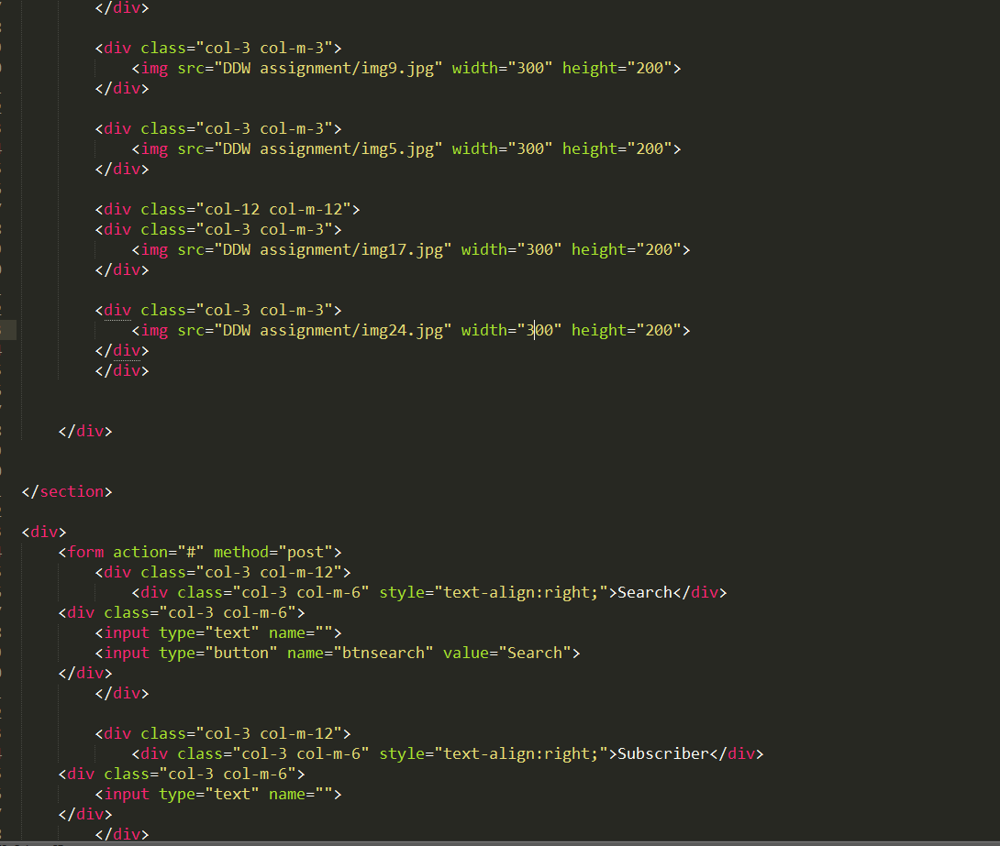 </div>
<div class="col-3 col-m-3">
<img src="DDW assignment/img9.jpg" width="300" height="200">
</div>
<div class="col-3 col-m-3">
<img src="DDW assignment/img5.jpg" width="300" height="200">
</div>
<div class="col-12 col-m-12">
<div class="col-3 col-m-3">
<img src="DDW assignment/img17.jpg" width="300" height="200">
</div>
<div class="col-3 col-m-3">
<img src="DDW assignment/img24.jpg" width="300" height="200">
</div>
</div>
</div>
</section>
<div>
<form action="#" method="post">
<div class="col-3 col-m-12">
<div class="col-3 col-m-6" style="text-align:right;">Search</div>
<div class="col-3 col-m-6">
<input type="text" name="">
<input type="button" name="btnsearch" value="Search">
</div>
</div>
<div class="col-3 col-m-12">
<div class="col-3 col-m-6" style="text-align:right;">Subscriber</div>
<div class="col-3 col-m-6">
<input type="text" name="">
</div>
</div>